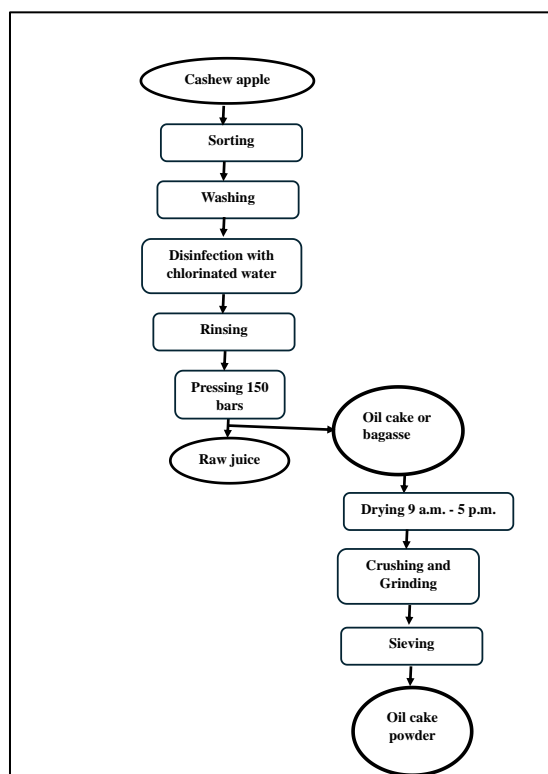 Cashew apple
Sorting
Washing
Disinfection with
chlorinated water
Rinsing
Pressing 150
bars
Oil cake or
bagasse
Raw juice
Drying 9 a.m. - 5 p.m.
Crushing and
Grinding
Sieving
Oil cake
powder